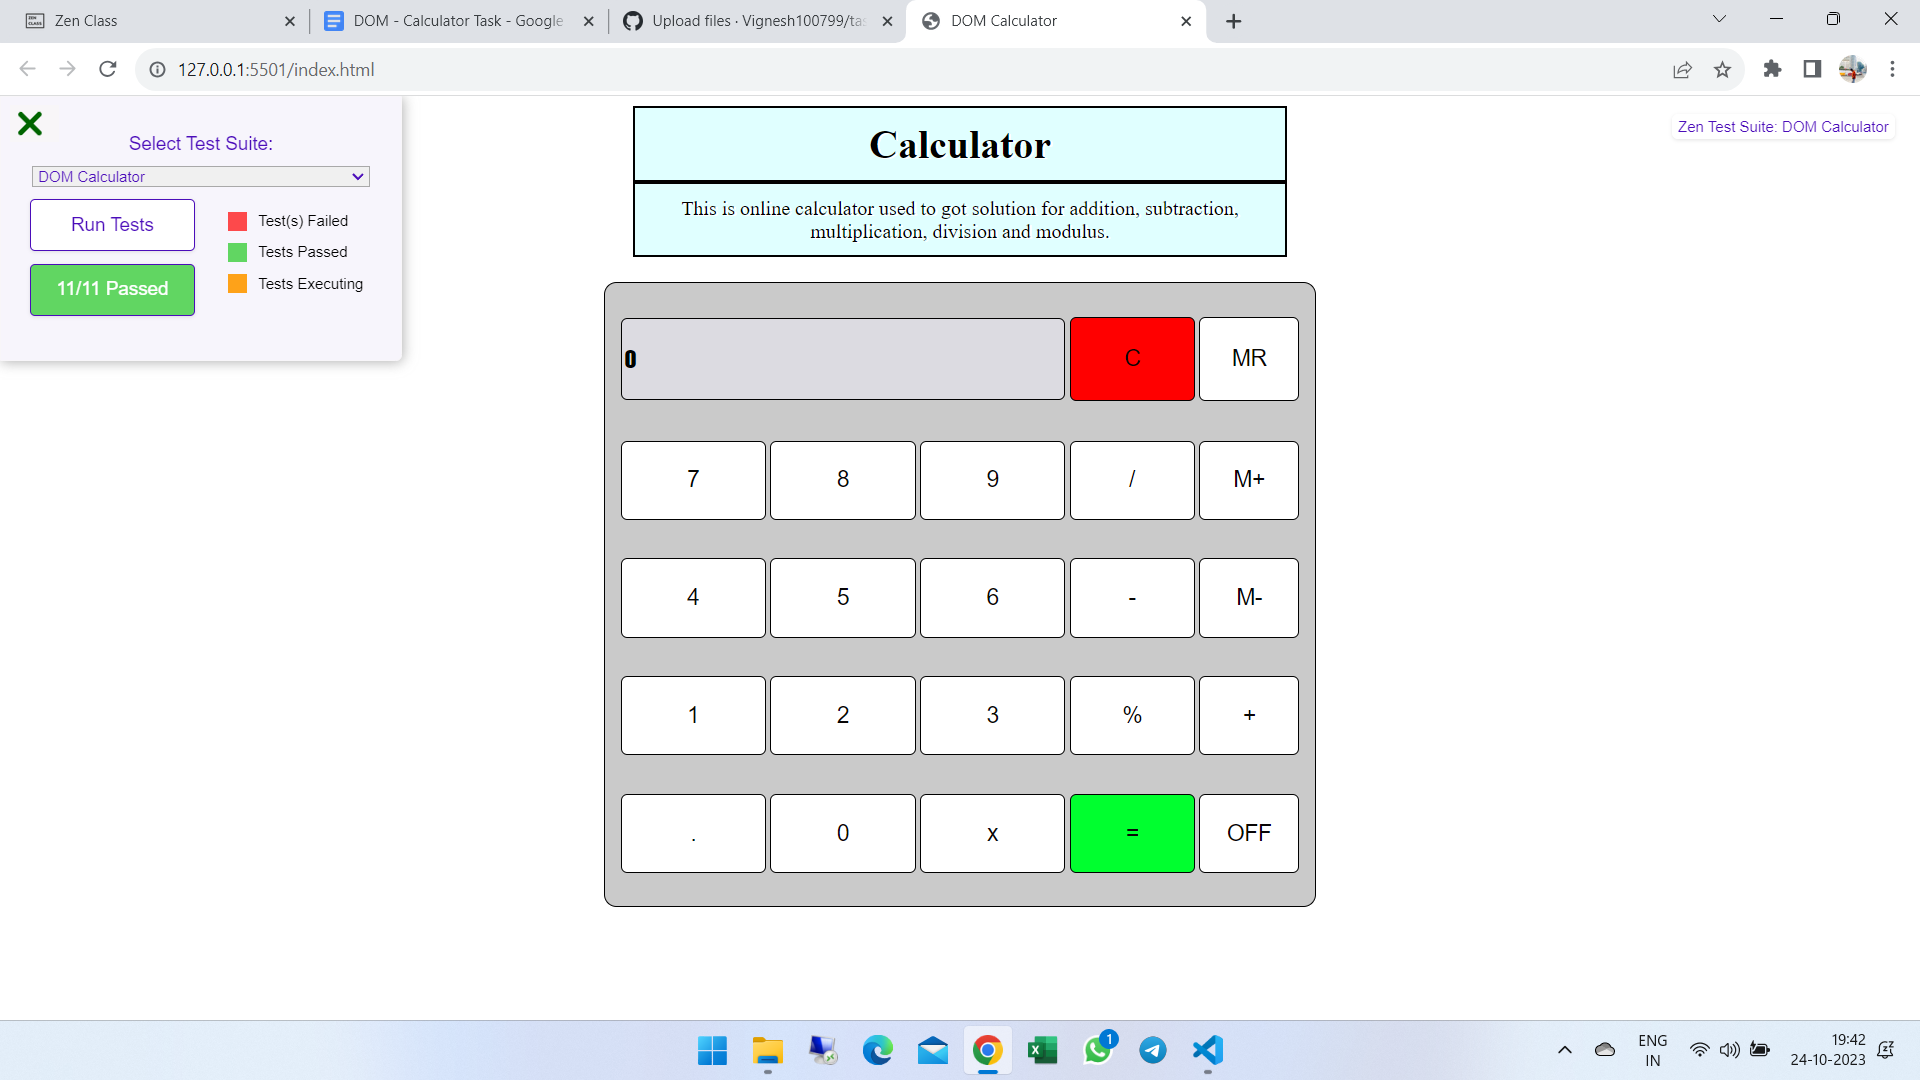 Zen Class
DOM - Calculator Task - Google
Upload files · Vignesh100799/ta
DOM Calculator
127.0.0.1:5501/index.html
Select Test Suite:
DOM Calculator
Run Tests
11/11 Passed
Test(s) Failed
Tests Passed
Tests Executing
Calculator
This is online calculator used to got solution for addition, subtraction,
multiplication, division and modulus.
Zen Test Suite: DOM Calculator
0 C MR
7 8 9 / M+
4 5 6 - M-
1 2 3 % +
. 0 x = OFF
1
ENG
IN
19:42
24-10-2023